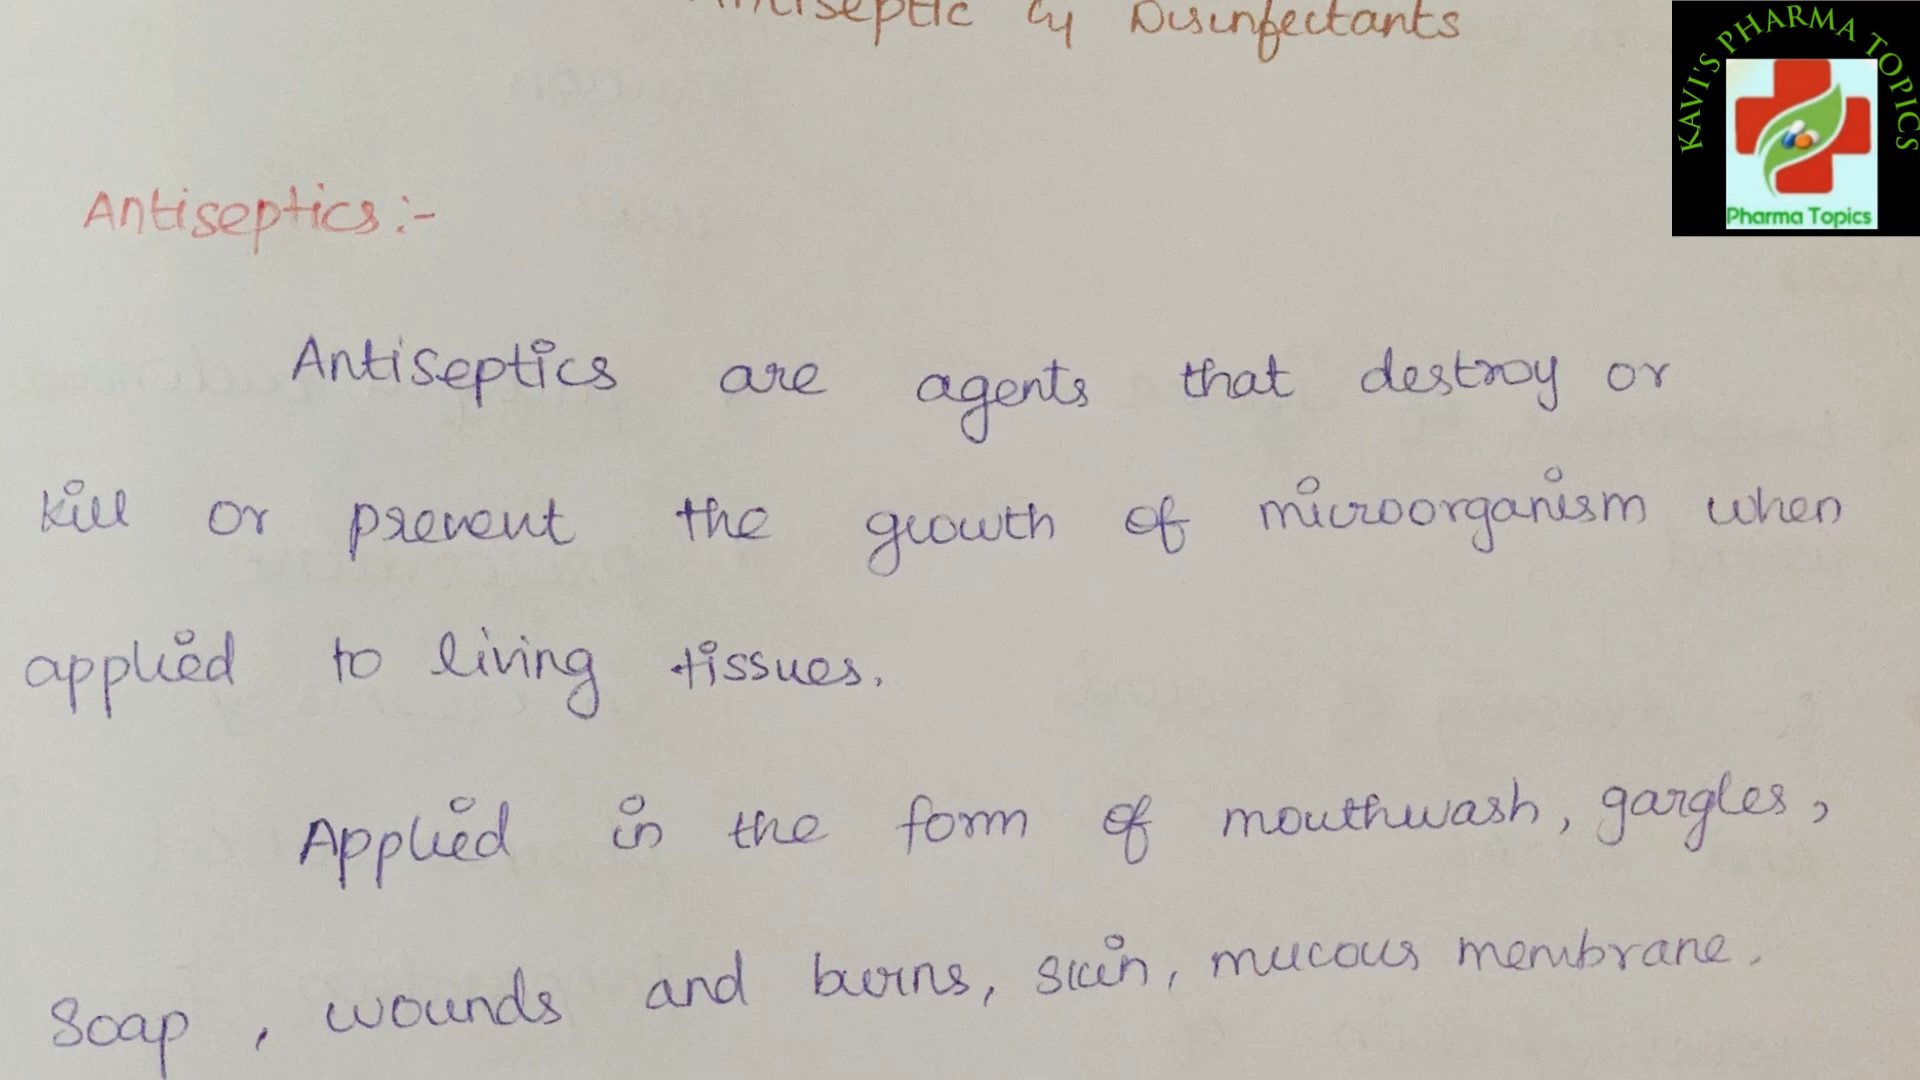 Antiseptic & Disinfectants
KAVI'S PHARMA TOPICS
Pharma Topics
Antiseptics:-
Antiseptics are agents that destroy or
kill or prevent the growth of microorganism when
applied to living tissues.
Applied in the form of mouthwash, gargles,
Soap, wounds and burns, skin, mucous membrane.